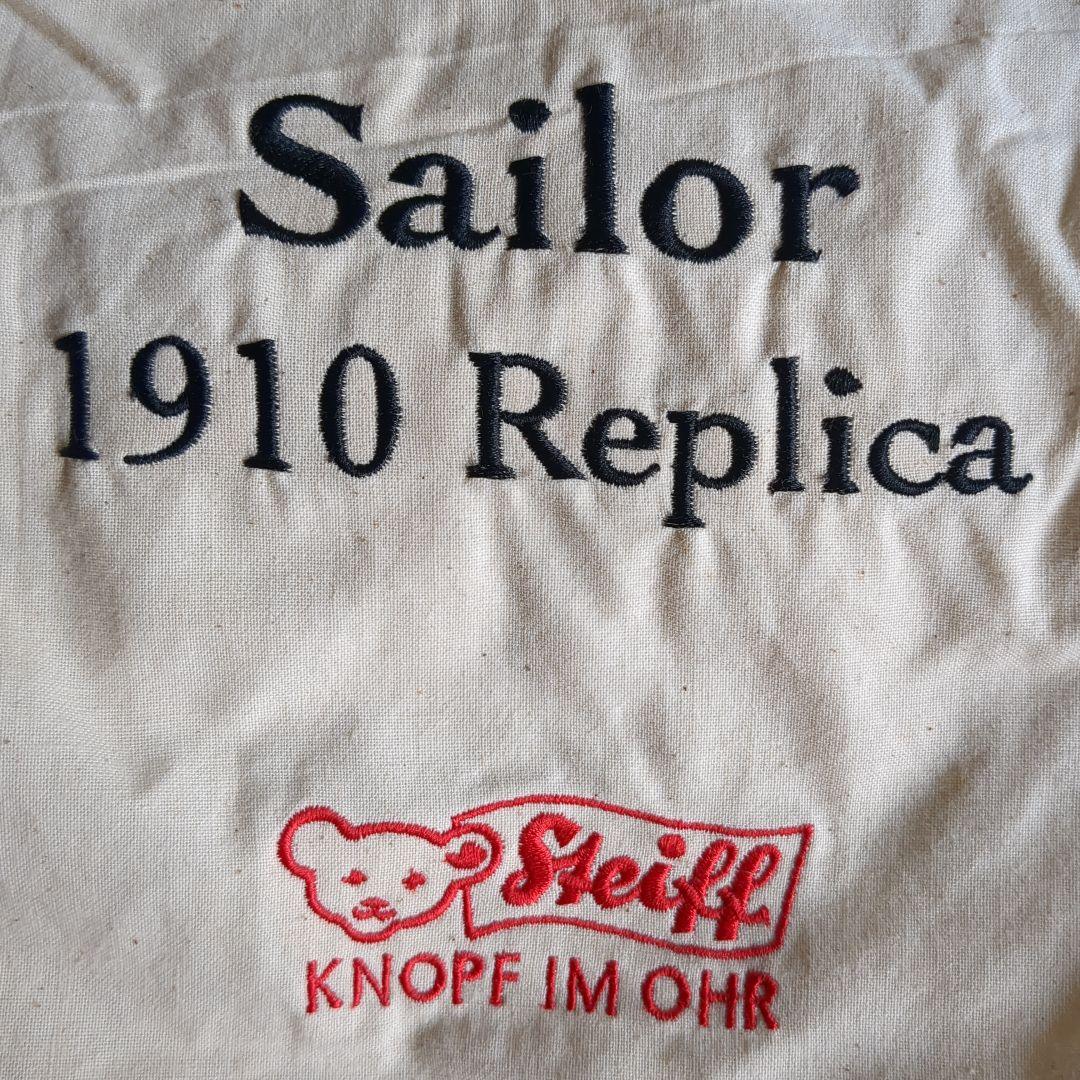 Sailor
1910 Replica
Steiff
KNOPF IM OHR